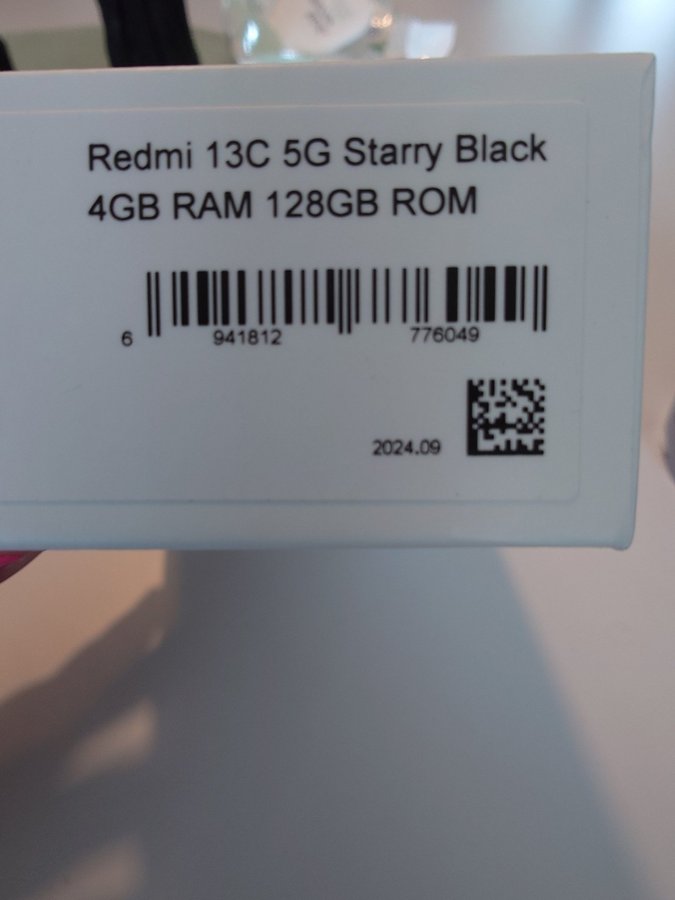 Redmi 13C 5G Starry Black
4GB RAM 128GB ROM
6 941812 776049
2024.09